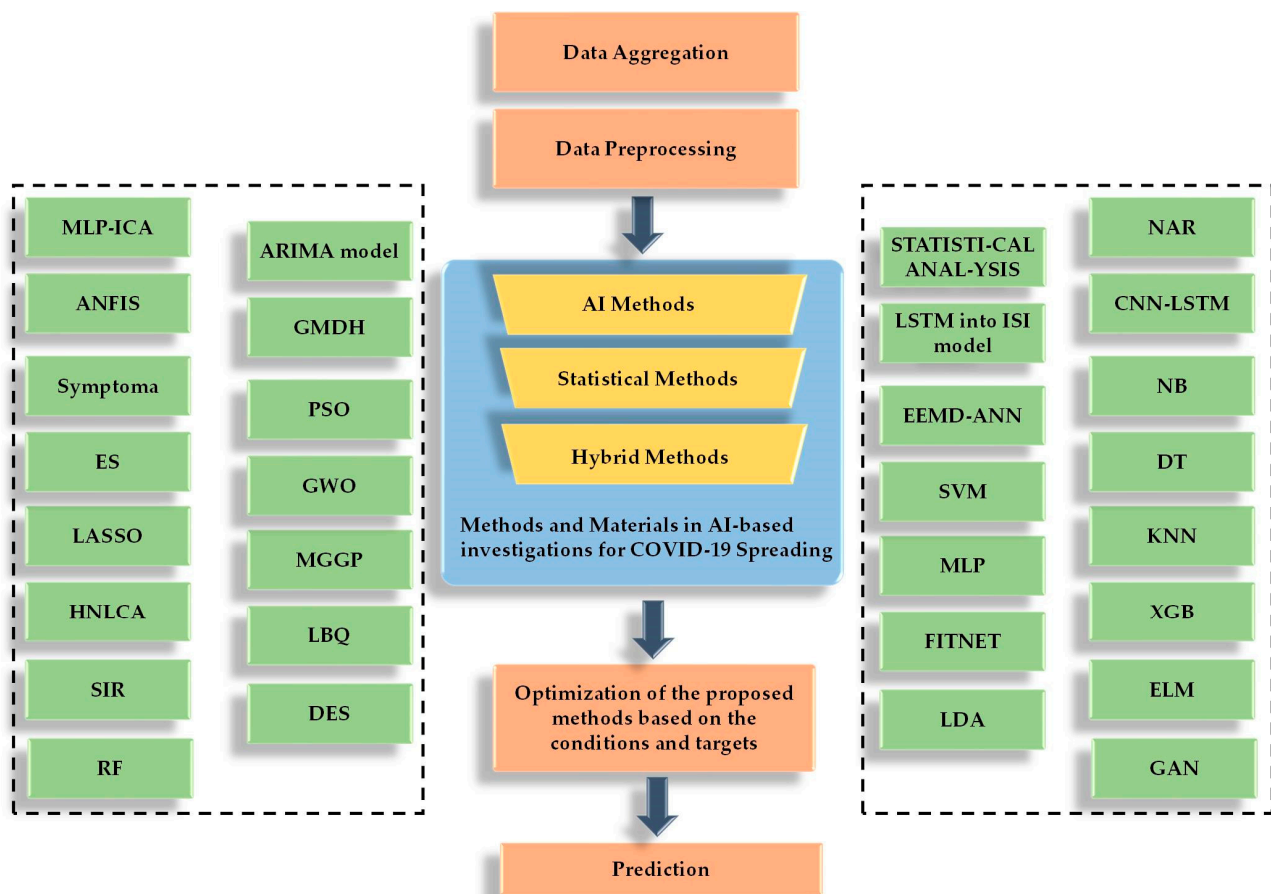 Data Aggregation
Data Preprocessing
MLP-ICA
ANFIS
Symptoma
ES
LASSO
HNLCA
SIR
RF
ARIMA model
GMDH
PSO
GWO
MGGP
LBQ
DES
AI Methods
Statistical Methods
Hybrid Methods
Methods and Materials in AI-based
investigations for COVID-19 Spreading
STATISTI-CAL
ANAL-YSIS
LSTM into ISI
model
EEMD-ANN
SVM
MLP
FITNET
LDA
NAR
CNN-LSTM
NB
DT
KNN
XGB
ELM
GAN
Optimization of the proposed
methods based on the
conditions and targets
Prediction